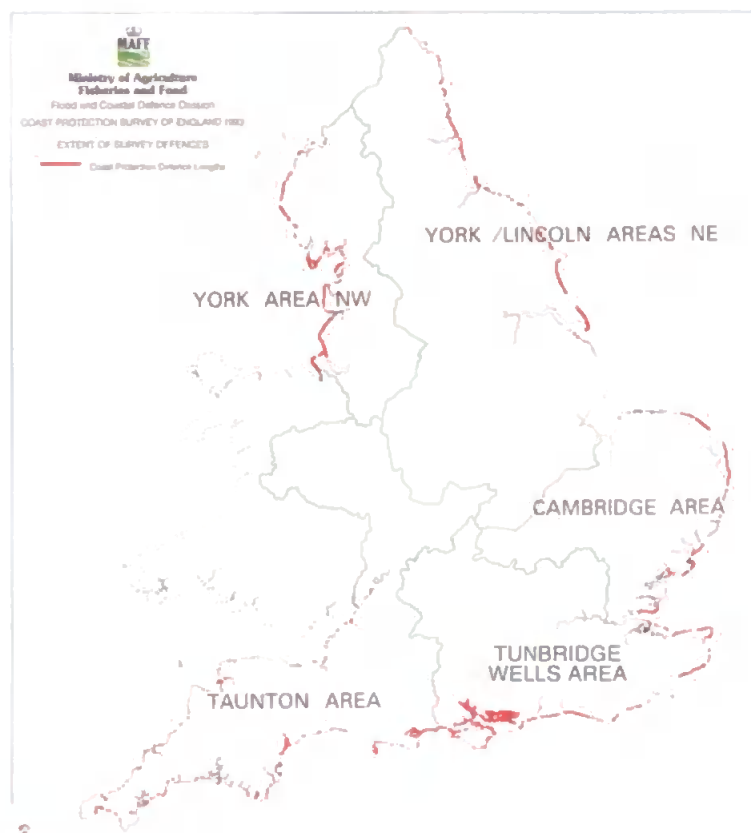 MAFF
Ministry of Agriculture
Fisheries and Food
Flood and Coastal Defence Division
COAST PROTECTION SURVEY OF ENGLAND
EXTENT OF SURVEY DEFENCES
Coast Protection Defence Lengths
YORK /LINCOLN AREAS NE
YORK AREA NW
CAMBRIDGE AREA
TUNBRIDGE
WELLS AREA
TAUNTON AREA